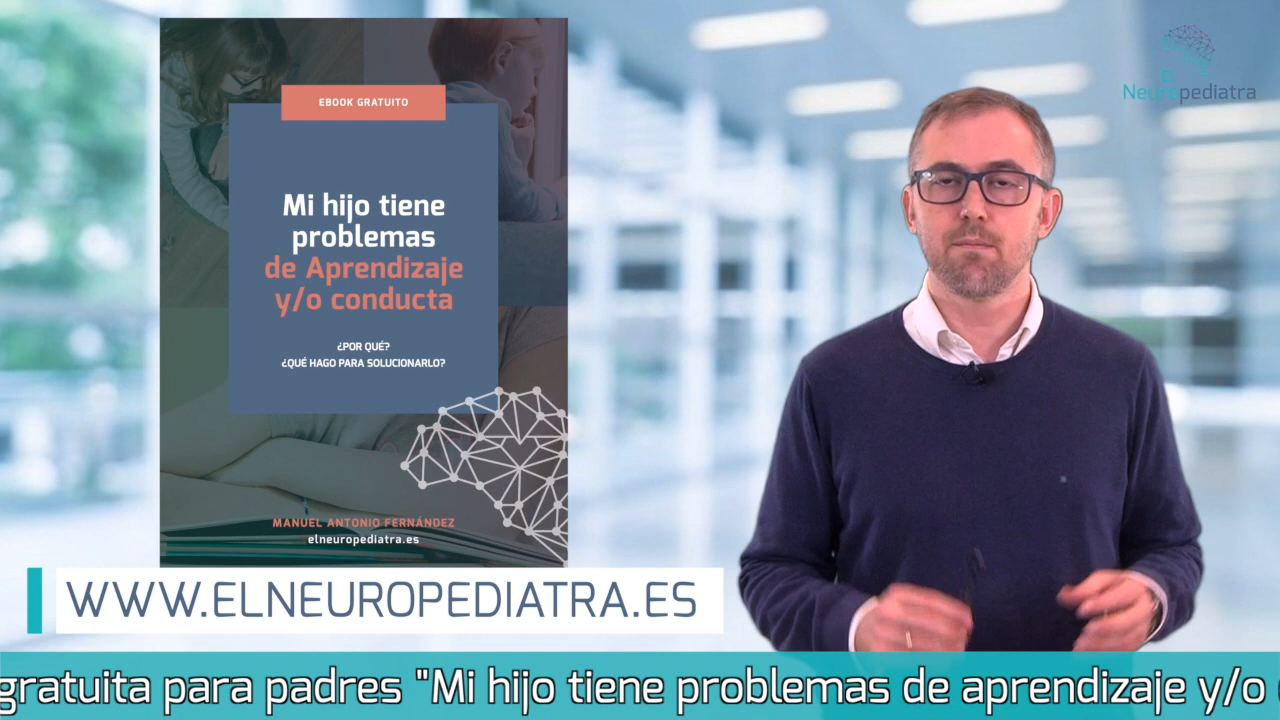 EBOOK GRATUITO
Mi hijo tiene
problemas
de Aprendizaje
y/o conducta
¿POR QUÉ?
¿QUÉ HAGO PARA SOLUCIONARLO?
MANUEL ANTONIO FERNÁNDEZ
elneuropediatra.es
El
Neuropediatra
WWW.ELNEUROPEDIATRA.ES
gratuita para padres "Mi hijo tiene problemas de aprendizaje y/o